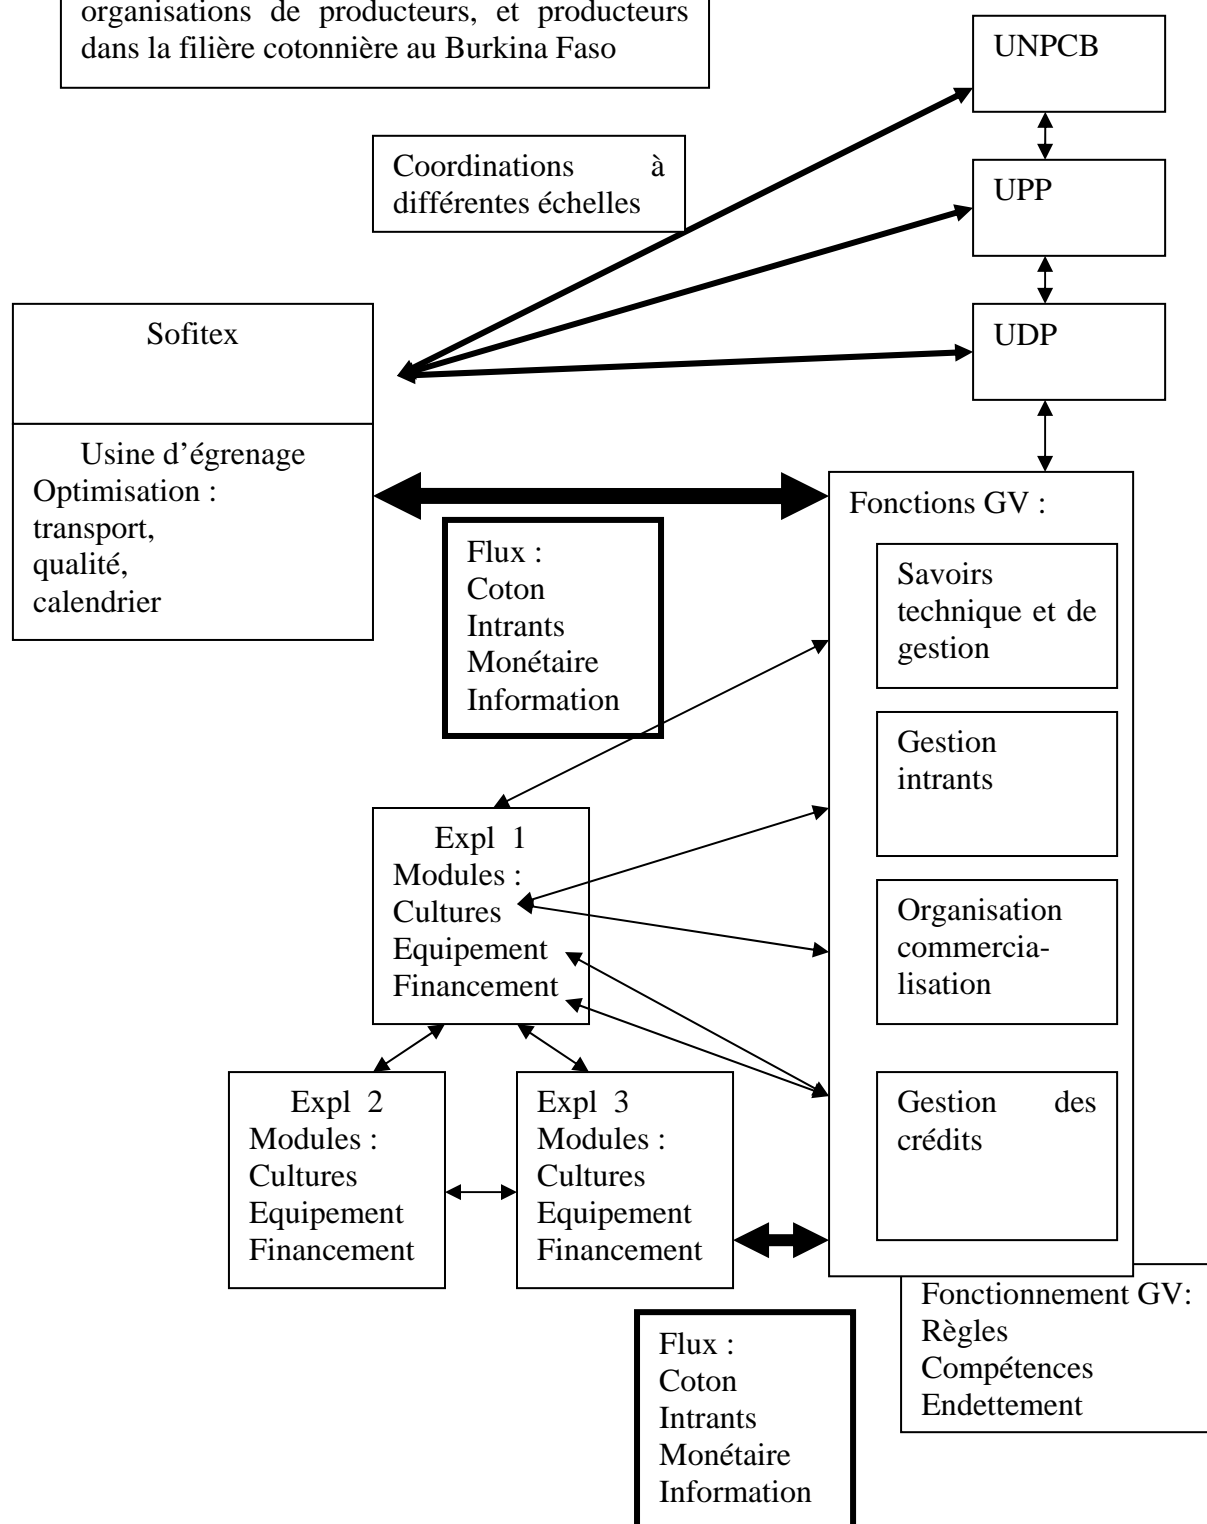 organisations de producteurs, et producteurs
dans la filière cotonnière au Burkina Faso
UNPCB
Coordinations à
différentes échelles
UPP
Sofitex
UDP
Usine d’égrenage
Optimisation :
transport,
qualité,
calendrier
Fonctions GV :
Flux :
Coton
Intrants
Monétaire
Information
Savoirs
technique et de
gestion
Gestion
intrants
Expl 1
Modules :
Cultures
Equipement
Financement
Organisation
commercia-
lisation
Expl 2
Modules :
Cultures
Equipement
Financement
Expl 3
Modules :
Cultures
Equipement
Financement
Gestion des
crédits
Fonctionnement GV:
Règles
Compétences
Endettement
Flux :
Coton
Intrants
Monétaire
Information